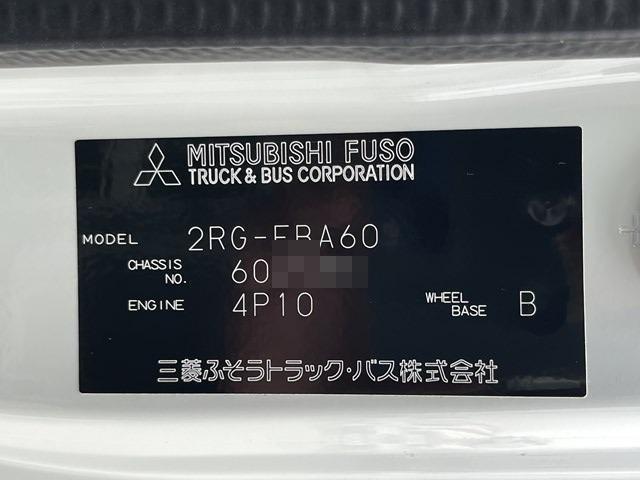 MITSUBISHI FUSO
TRUCK & BUS CORPORATION
MODEL 2RG-FBA60
CHASSIS NO. 60
ENGINE 4P10 WHEEL BASE B
三菱ふそうトラック・バス株式会社